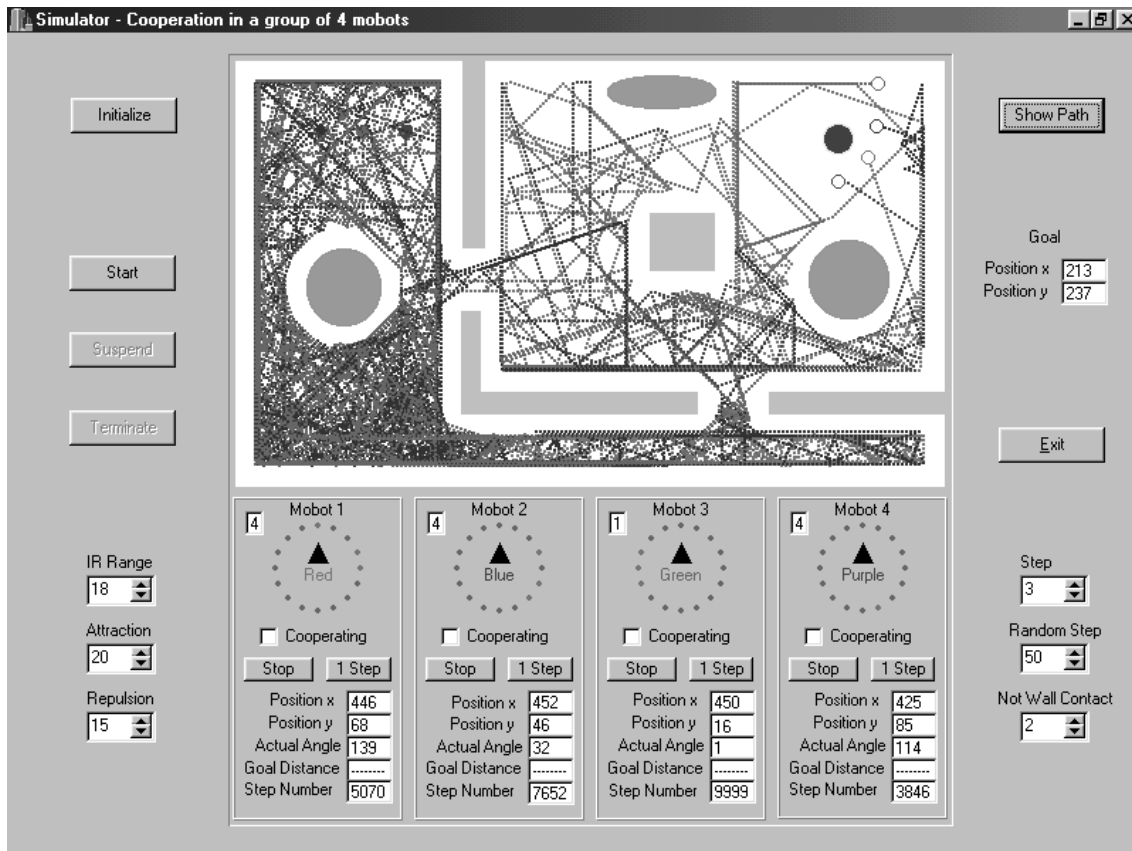 Simulator - Cooperation in a group of 4 mobots
Initialize
Start
Suspend
Terminate
Show Path
Goal
Position x 213
Position y 237
Exit
IR Range
18
Attraction
20
Repulsion
15
4 Mobot 1
Red
Cooperating
Stop 1 Step
Position x 446
Position y 68
Actual Angle 139
Goal Distance -------
Step Number 5070
4 Mobot 2
Blue
Cooperating
Stop 1 Step
Position x 452
Position y 46
Actual Angle 32
Goal Distance -------
Step Number 7652
1 Mobot 3
Green
Cooperating
Stop 1 Step
Position x 450
Position y 16
Actual Angle 1
Goal Distance -------
Step Number 9999
4 Mobot 4
Purple
Cooperating
Stop 1 Step
Position x 425
Position y 85
Actual Angle 114
Goal Distance -------
Step Number 3846
Step
3
Random Step
50
Not Wall Contact
2